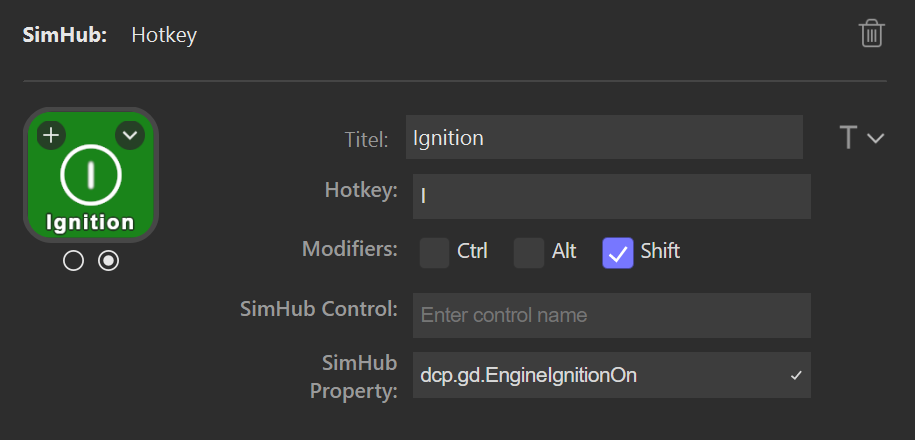 SimHub: Hotkey
Titel: Ignition
T
Hotkey: I
Ignition
Modifiers: Ctrl Alt Shift
SimHub Control: Enter control name
SimHub
Property: dcp.gd.EngineIgnitionOn